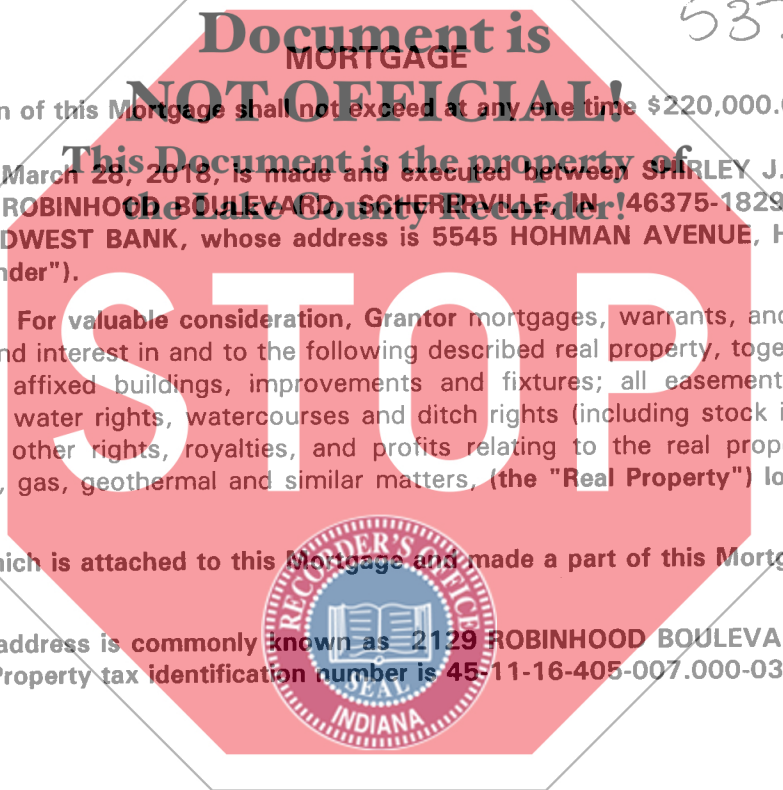 537
Document is
MORTGAGE
NOT OFFICIAL!
n of this Mortgage shall not exceed at any one time $220,000.0
This Document is the property of
March 28, 2018, is made and executed between SHIRLEY J.
the Lake County Recorder!
ROBINHOOD BOULEVARD, SCHERERVILLE, IN 46375-1829
DWEST BANK, whose address is 5545 HOHMAN AVENUE, H
nder").
STOP
For valuable consideration, Grantor mortgages, warrants, and
nd interest in and to the following described real property, toge
affixed buildings, improvements and fixtures; all easement
water rights, watercourses and ditch rights (including stock i
other rights, royalties, and profits relating to the real prop
, gas, geothermal and similar matters, (the "Real Property") lo
hich is attached to this Mortgage and made a part of this Mortg
RECORDER'S OFFICE
address is commonly known as 2129 ROBINHOOD BOULEVA
Property tax identification number is 45-11-16-405-007.000-03
SEAL
INDIANA